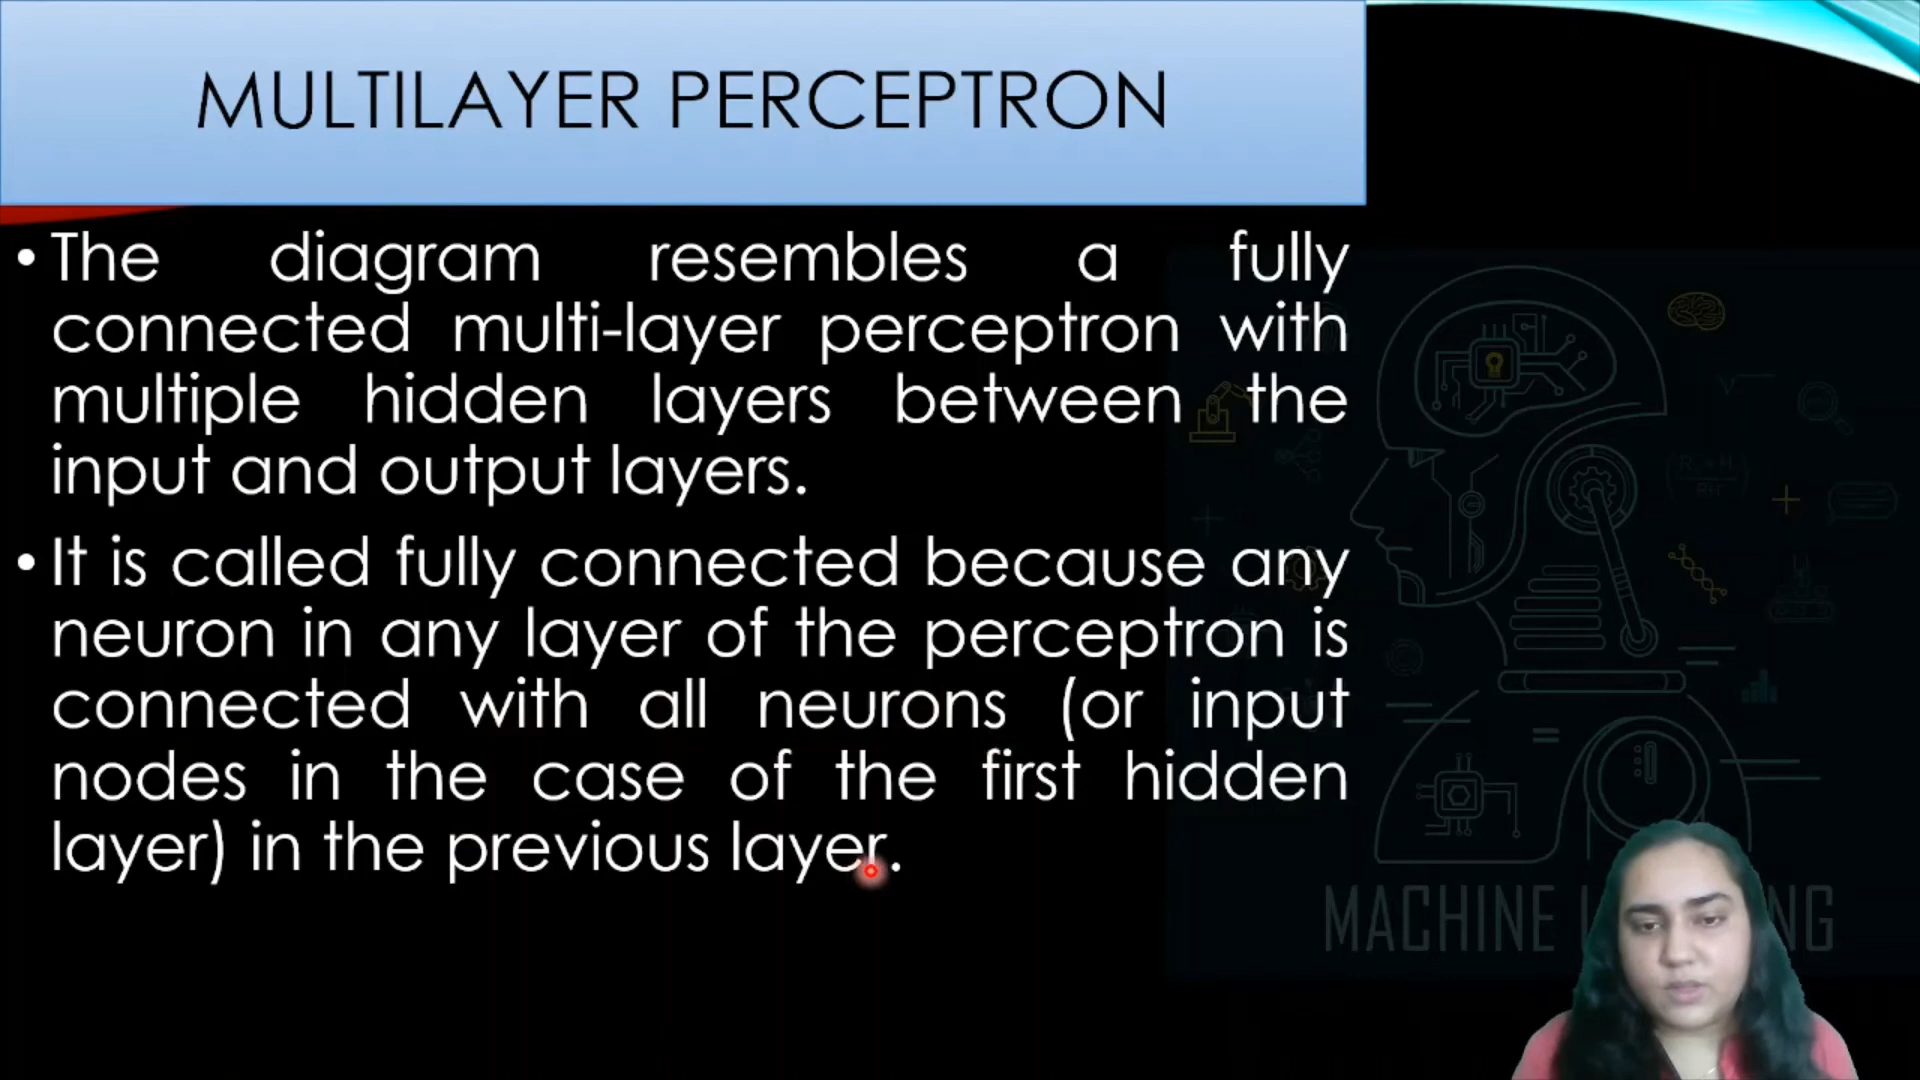 MULTILAYER PERCEPTRON
• The diagram resembles a fully
connected multi-layer perceptron with
multiple hidden layers between the
input and output layers.
• It is called fully connected because any
neuron in any layer of the perceptron is
connected with all neurons (or input
nodes in the case of the first hidden
layer) in the previous layer.
MACHINE L NG